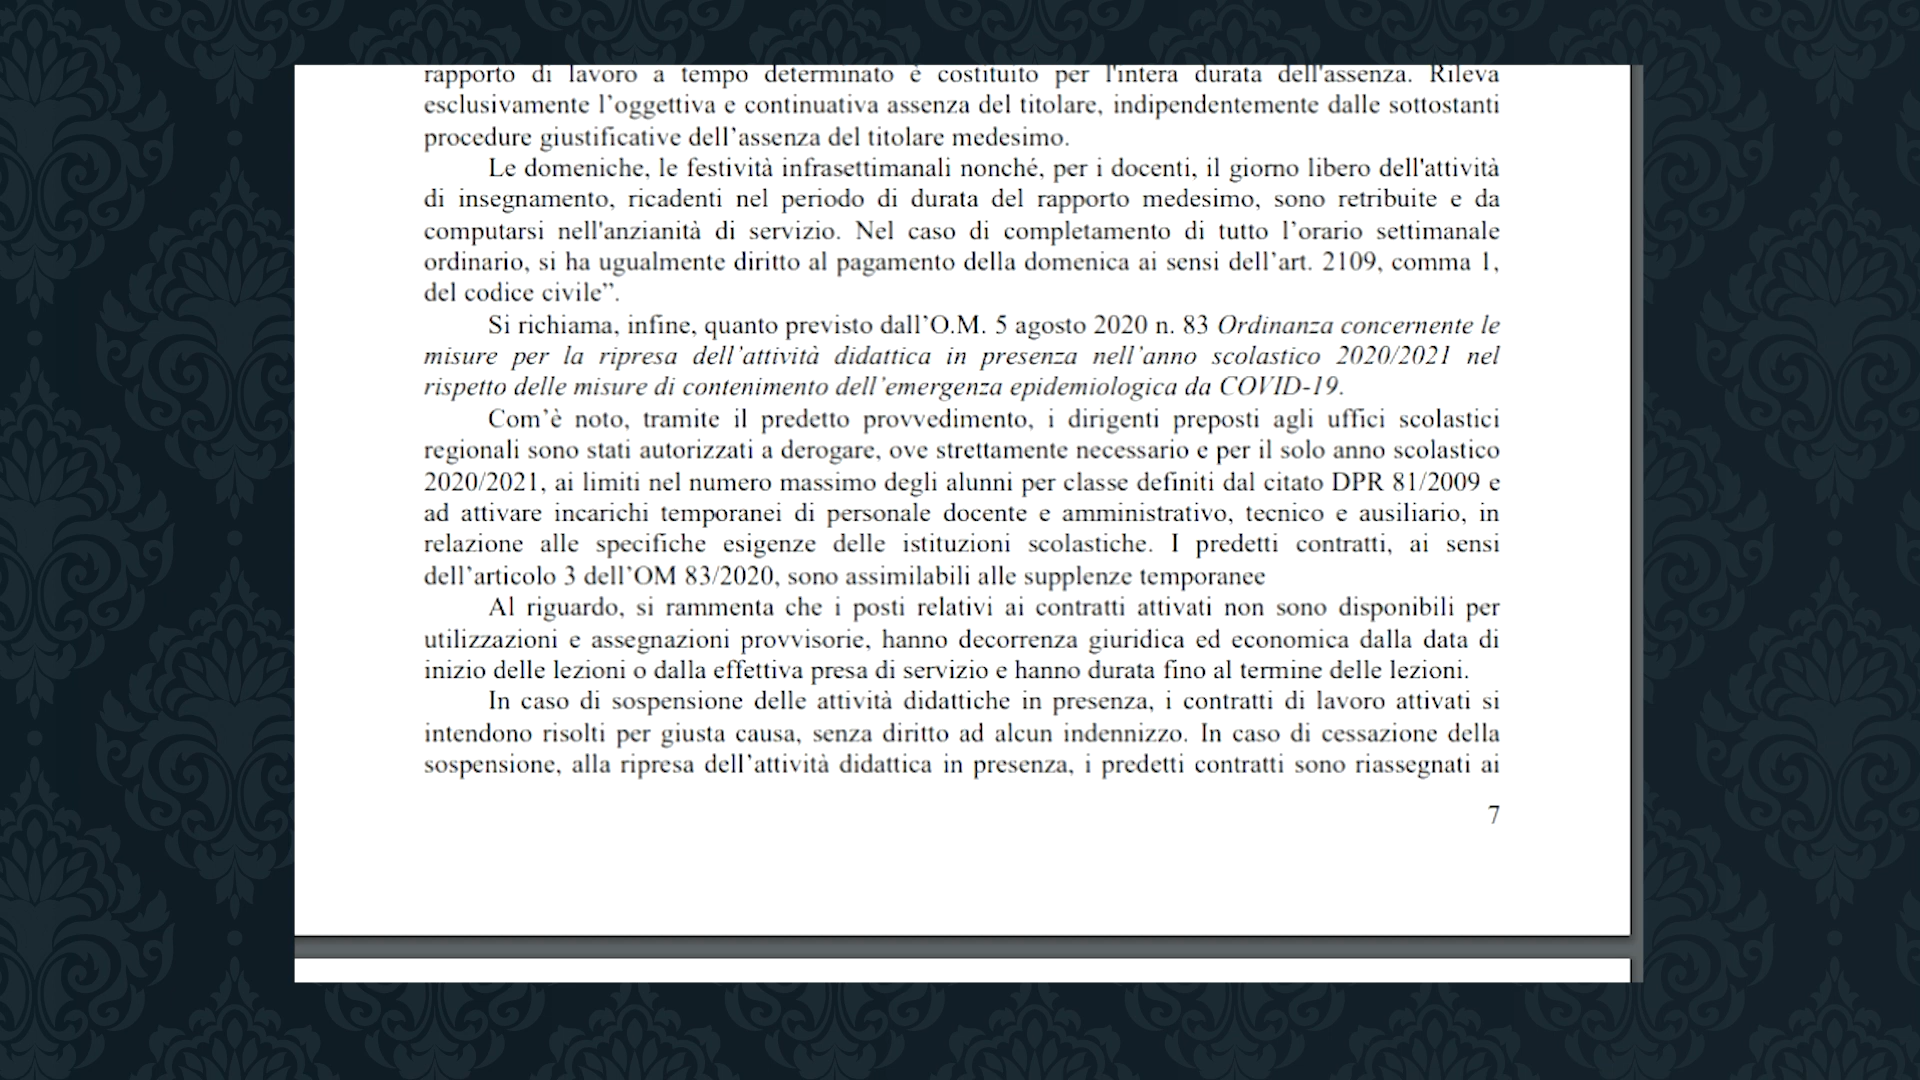 rapporto di lavoro a tempo determinato è costituito per l'intera durata dell'assenza. Rileva
esclusivamente l’oggettiva e continuativa assenza del titolare, indipendentemente dalle sottostanti
procedure giustificative dell’assenza del titolare medesimo.
Le domeniche, le festività infrasettimanali nonché, per i docenti, il giorno libero dell'attività
di insegnamento, ricadenti nel periodo di durata del rapporto medesimo, sono retribuite e da
computarsi nell'anzianità di servizio. Nel caso di completamento di tutto l’orario settimanale
ordinario, si ha ugualmente diritto al pagamento della domenica ai sensi dell’art. 2109, comma 1,
del codice civile”.
Si richiama, infine, quanto previsto dall’O.M. 5 agosto 2020 n. 83 Ordinanza concernente le
misure per la ripresa dell’attività didattica in presenza nell’anno scolastico 2020/2021 nel
rispetto delle misure di contenimento dell’emergenza epidemiologica da COVID-19.
Com’è noto, tramite il predetto provvedimento, i dirigenti preposti agli uffici scolastici
regionali sono stati autorizzati a derogare, ove strettamente necessario e per il solo anno scolastico
2020/2021, ai limiti nel numero massimo degli alunni per classe definiti dal citato DPR 81/2009 e
ad attivare incarichi temporanei di personale docente e amministrativo, tecnico e ausiliario, in
relazione alle specifiche esigenze delle istituzioni scolastiche. I predetti contratti, ai sensi
dell’articolo 3 dell’OM 83/2020, sono assimilabili alle supplenze temporanee
Al riguardo, si rammenta che i posti relativi ai contratti attivati non sono disponibili per
utilizzazioni e assegnazioni provvisorie, hanno decorrenza giuridica ed economica dalla data di
inizio delle lezioni o dalla effettiva presa di servizio e hanno durata fino al termine delle lezioni.
In caso di sospensione delle attività didattiche in presenza, i contratti di lavoro attivati si
intendono risolti per giusta causa, senza diritto ad alcun indennizzo. In caso di cessazione della
sospensione, alla ripresa dell’attività didattica in presenza, i predetti contratti sono riassegnati ai
7